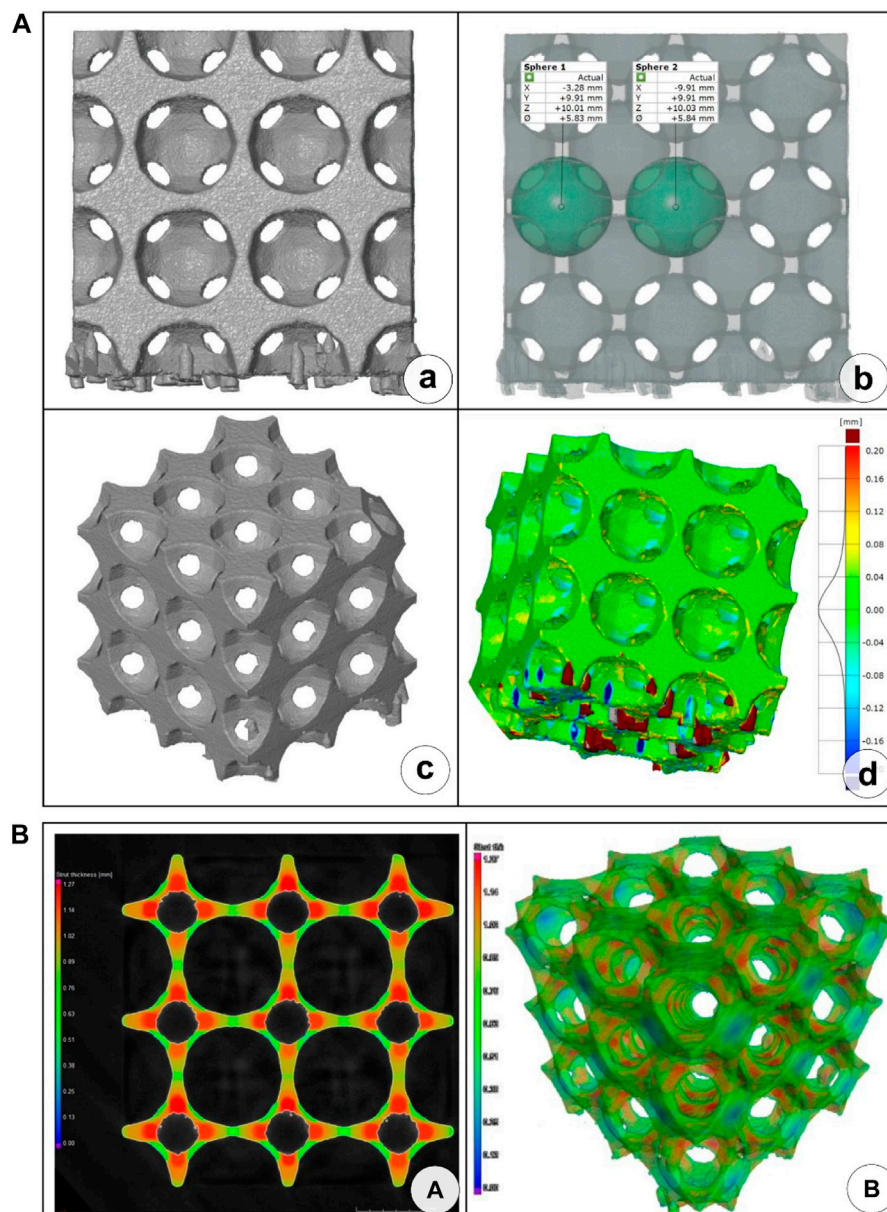 A
a
Sphere 1
Actual
X -3.28 mm
Y +9.91 mm
Z +10.01 mm
Ø +5.83 mm
Sphere 2
Actual
X -9.91 mm
Y +9.91 mm
Z +10.03 mm
Ø +5.84 mm
b
c
[mm]
0.20
0.16
0.12
0.08
0.04
0.00
-0.04
-0.08
-0.12
-0.16
d
B
Strut thickness [mm]
1.27
1.14
1.02
0.89
0.76
0.63
0.51
0.38
0.25
0.13
0.00
A
Strut thi
B